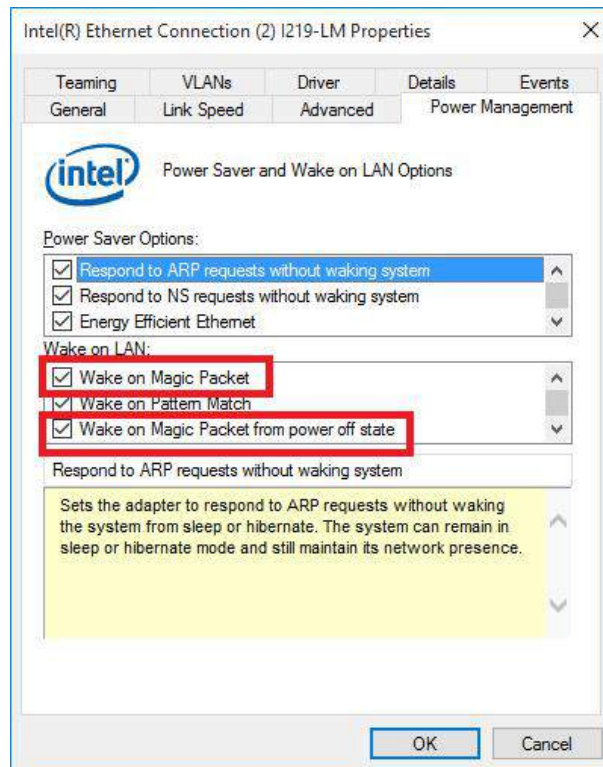 Intel(R) Ethernet Connection (2) I219-LM Properties
Teaming VLANs Driver Details Events
General Link Speed Advanced Power Management
intel Power Saver and Wake on LAN Options
Power Saver Options:
Respond to ARP requests without waking system
Respond to NS requests without waking system
Energy Efficient Ethernet
Wake on LAN:
Wake on Magic Packet
Wake on Pattern Match
Wake on Magic Packet from power off state
Respond to ARP requests without waking system
Sets the adapter to respond to ARP requests without waking
the system from sleep or hibernate. The system can remain in
sleep or hibernate mode and still maintain its network presence.
OK Cancel